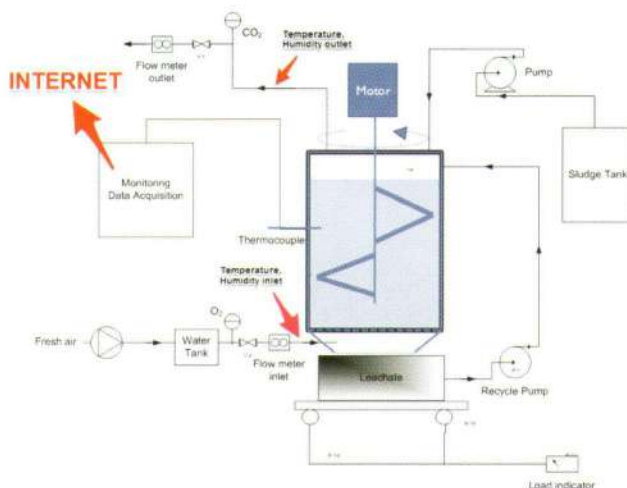 CO2
Temperature,
Humidity outlet
Flow meter
outlet
INTERNET
Motor
Pump
Monitoring
Data Acquisition
Sludge Tank
Thermocouple
Temperature,
Humidity inlet
O2
Fresh air
Water
Tank
Flow meter
inlet
Leachate
Recycle Pump
Load indicator